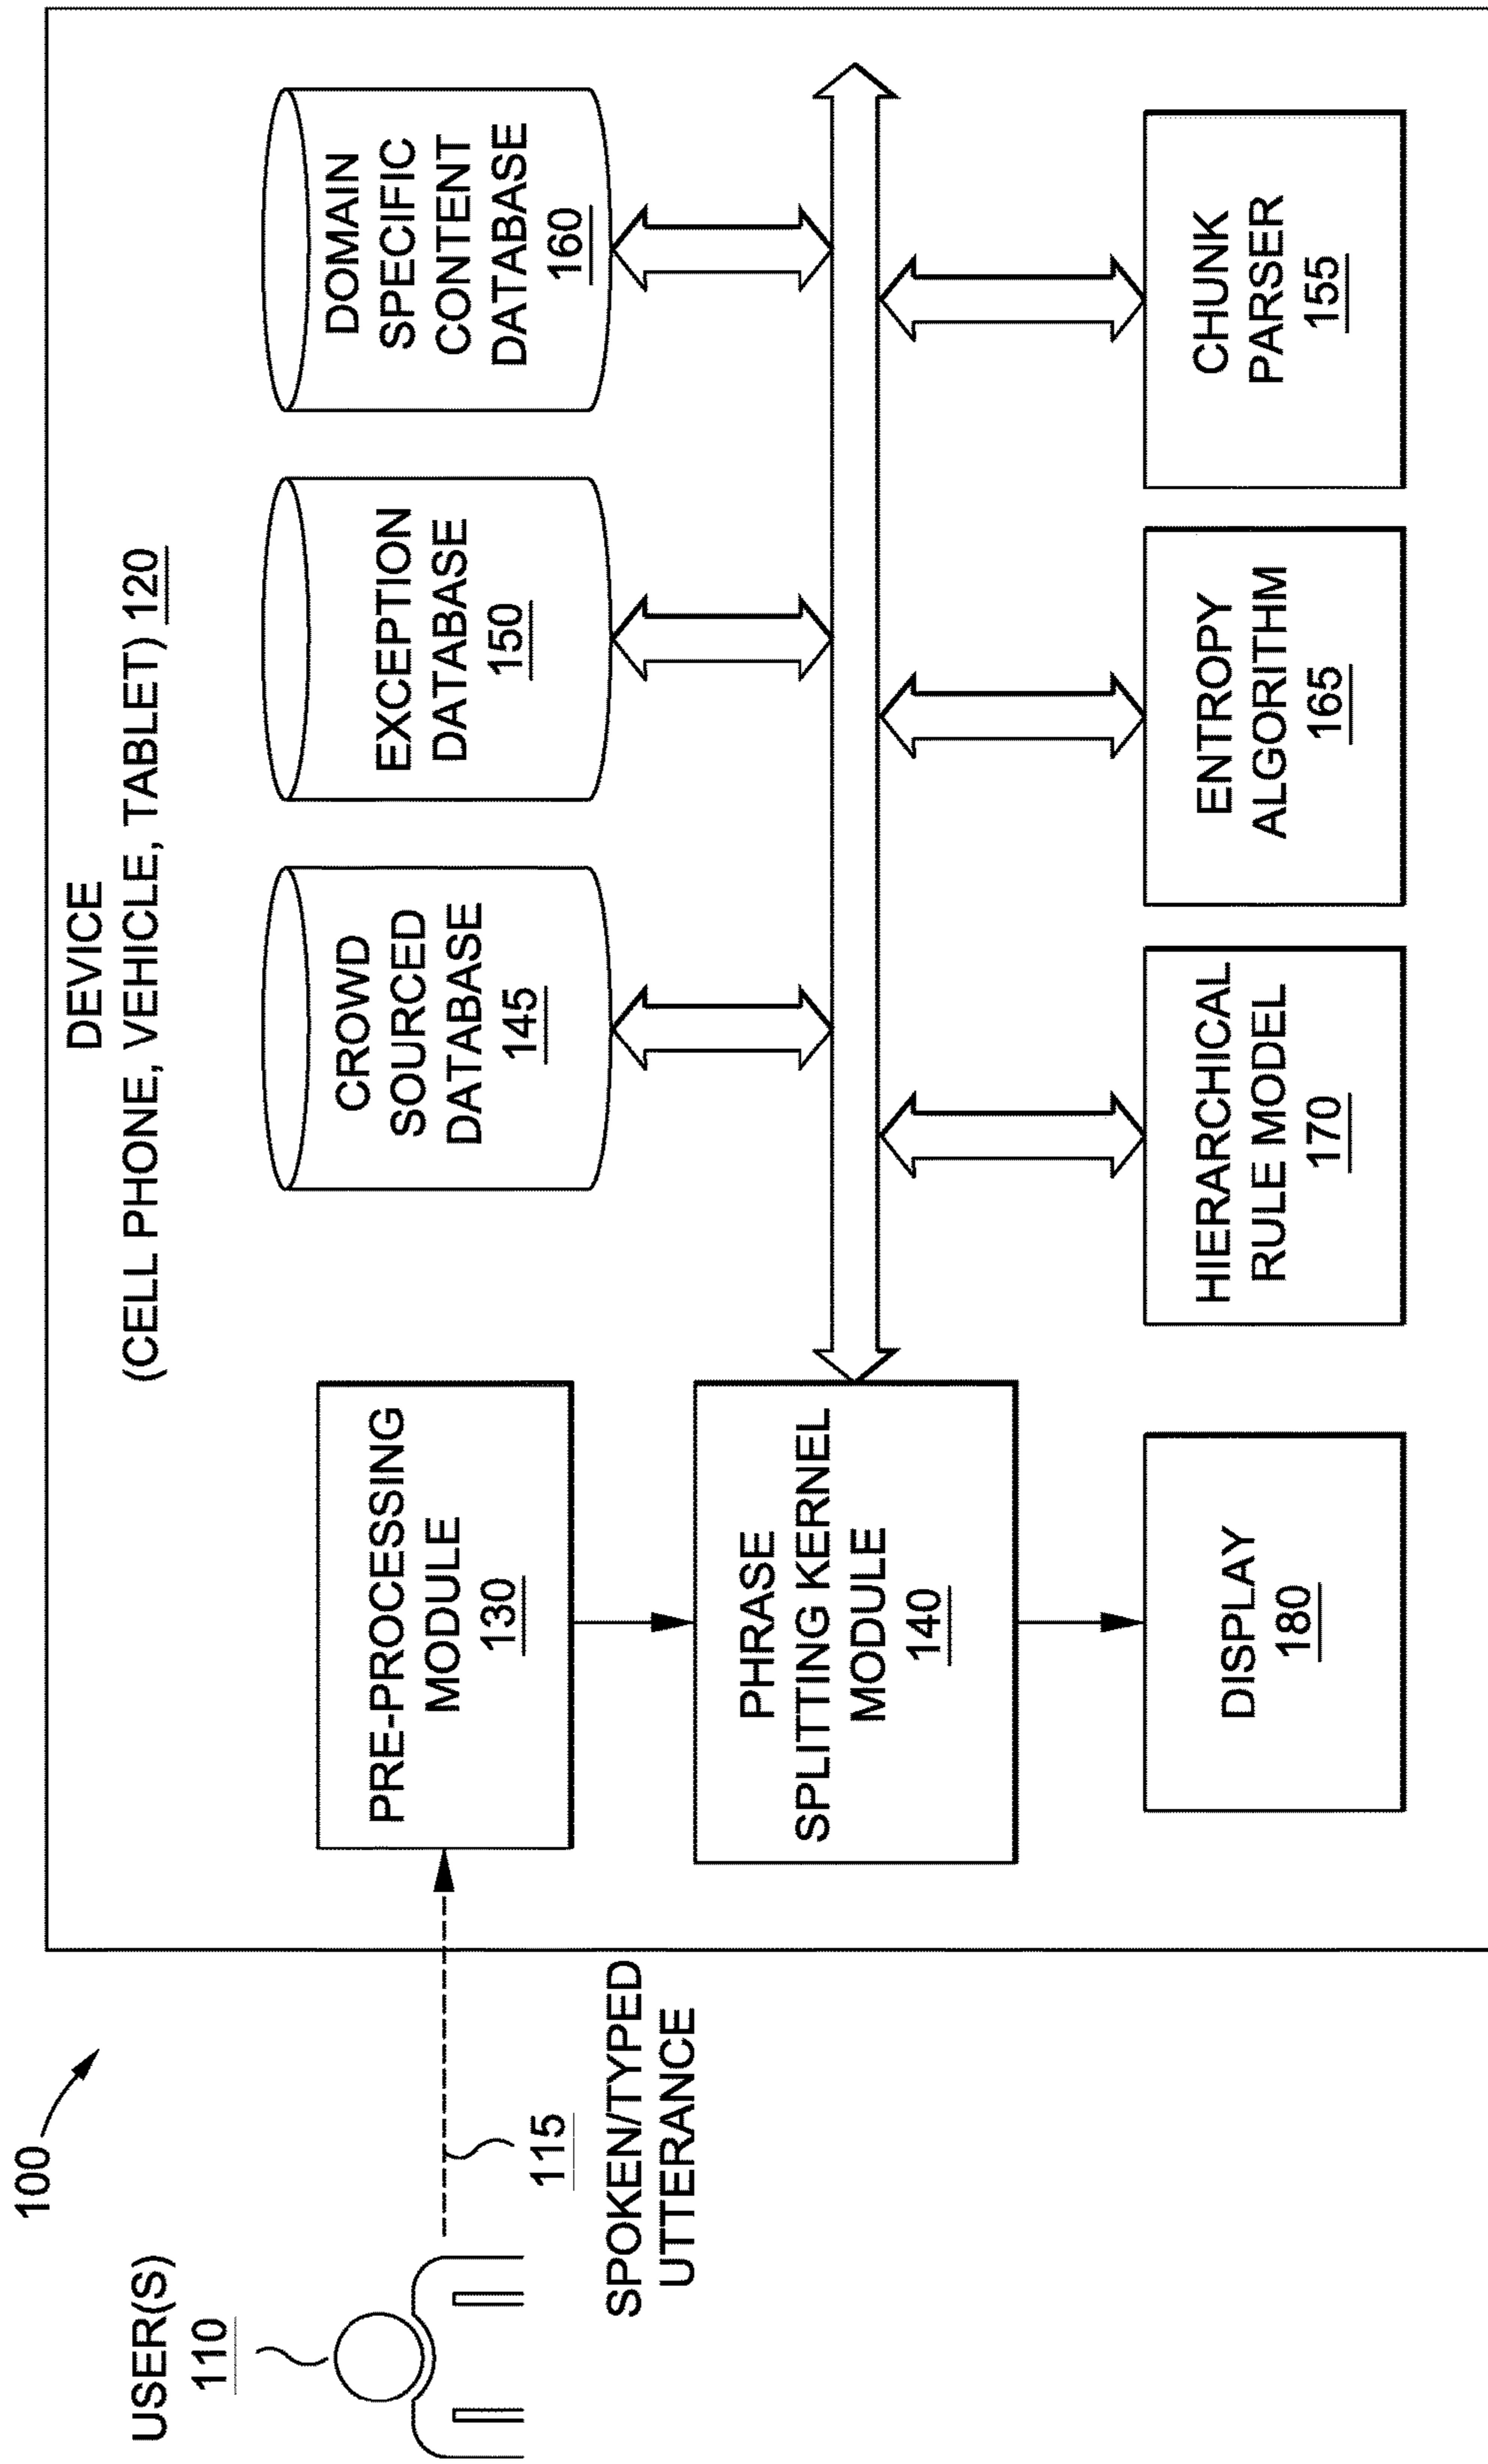 100
USER(S)
110
115
SPOKEN/TYPED
UTTERANCE
DEVICE
(CELL PHONE, VEHICLE, TABLET) 120
PRE-PROCESSING
MODULE
130
PHRASE
SPLITTING KERNEL
MODULE
140
DISPLAY
180
CROWD
SOURCED
DATABASE
145
EXCEPTION
DATABASE
150
DOMAIN
SPECIFIC
CONTENT
DATABASE
160
HIERARCHICAL
RULE MODEL
170
ENTROPY
ALGORITHM
165
CHUNK
PARSER
155